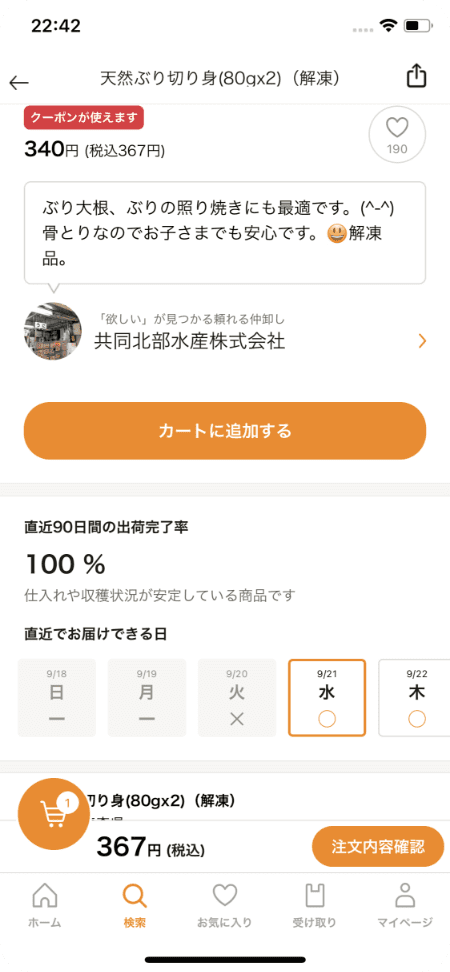 22:42
天然ぶり切り身(80gx2)（解凍）
クーポンが使えます
340円 (税込367円)
190
ぶり大根、ぶりの照り焼きにも最適です。(^-^)
骨とりなのでお子さまでも安心です。😃解凍
品。
「欲しい」が見つかる頼れる仲卸し
共同北部水産株式会社
カートに追加する
直近90日間の出荷完了率
100 %
仕入れや収穫状況が安定している商品です
直近でお届けできる日
9/18 9/19 9/20 9/21 9/22
日 月 火 水 木
ー ー × ○ ○
1
切り身(80gx2)（解凍）
367円 (税込)
注文内容確認
ホーム 検索 お気に入り 受け取り マイページ